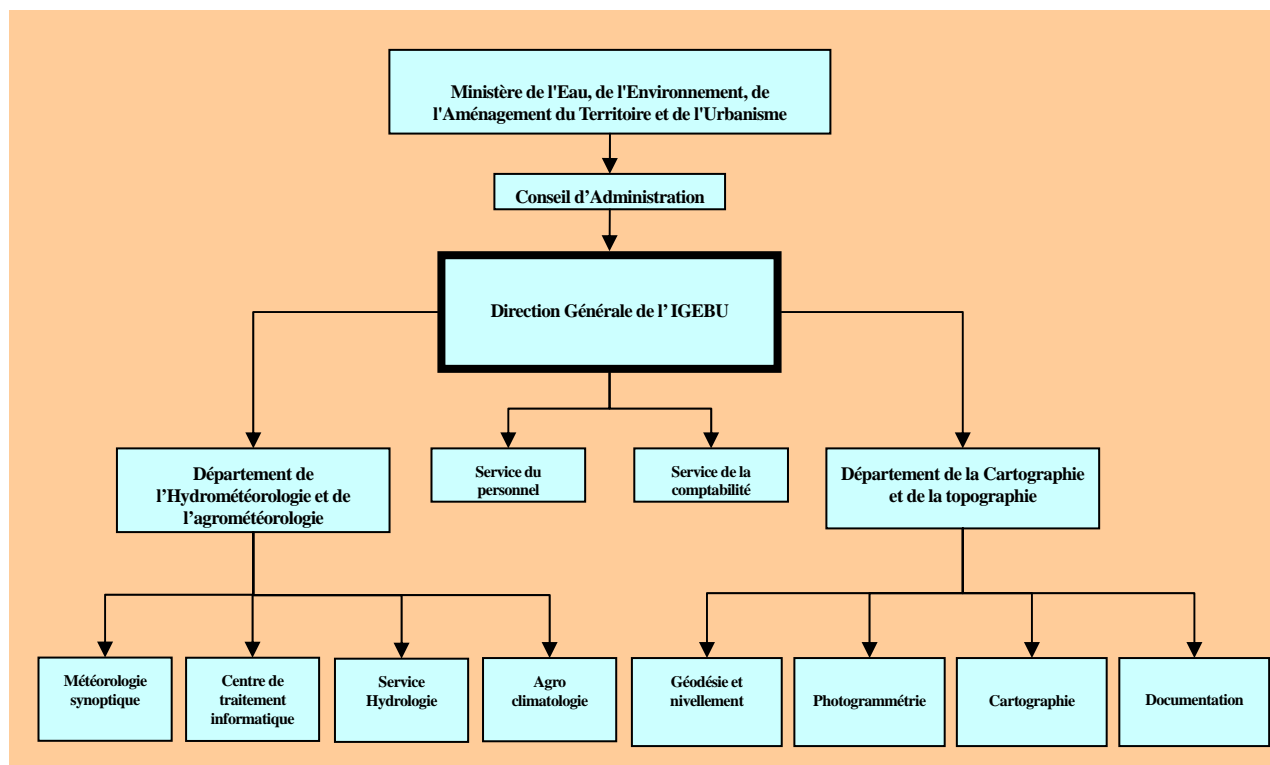 Ministère de l'Eau, de l'Environnement, de
l'Aménagement du Territoire et de l'Urbanisme
Conseil d'Administration
Direction Générale de l' IGEBU
Département de
l'Hydrométéorologie et de
l'agrométéorologie
Service du
personnel
Service de la
comptabilité
Département de la Cartographie
et de la topographie
Météorologie
synoptique
Centre de
traitement
informatique
Service
Hydrologie
Agro
climatologie
Géodésie et
nivellement
Photogrammétrie
Cartographie
Documentation